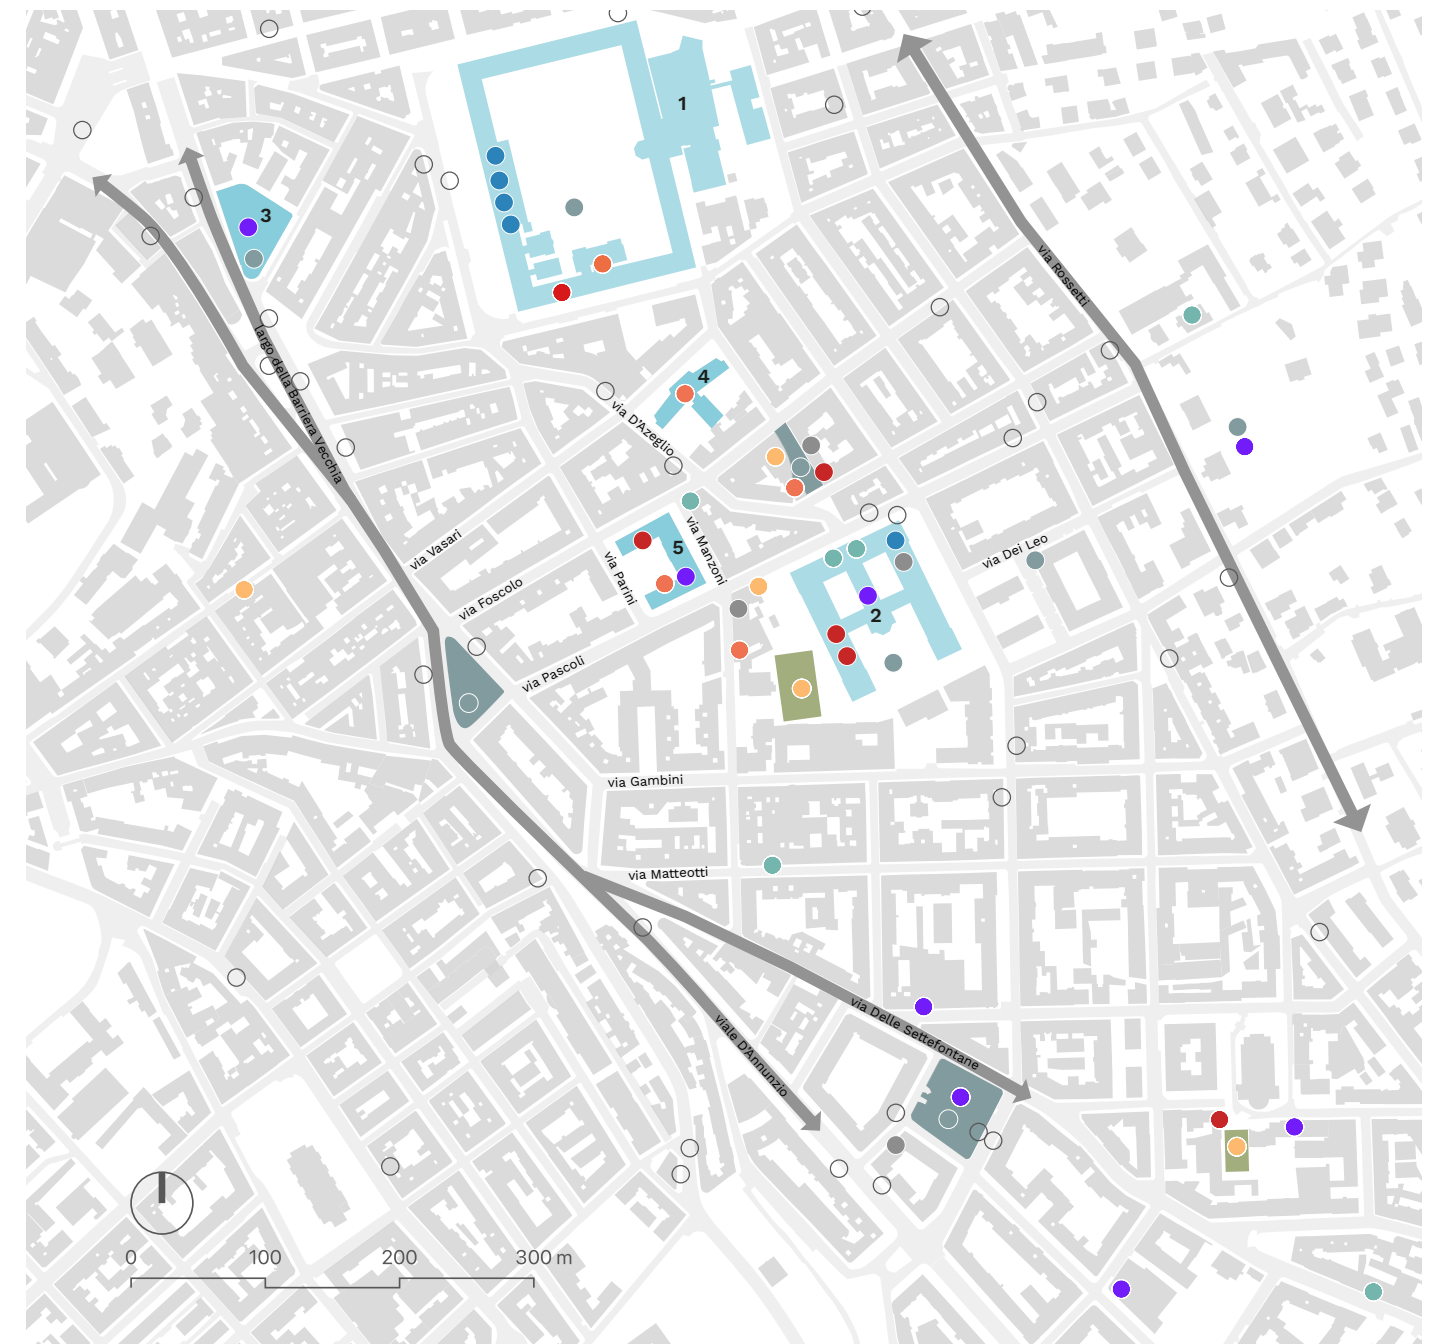 1
3
via Rossetti
largo della Barriera Vecchia
4
via D'Azeglio
via Vasari
via Manzoni
5
via Dei Leo
via Parini
via Foscolo
2
via Pascoli
via Gambini
via Matteotti
via Delle Settefontane
viale D'Annunzio
0 100 200 300 m